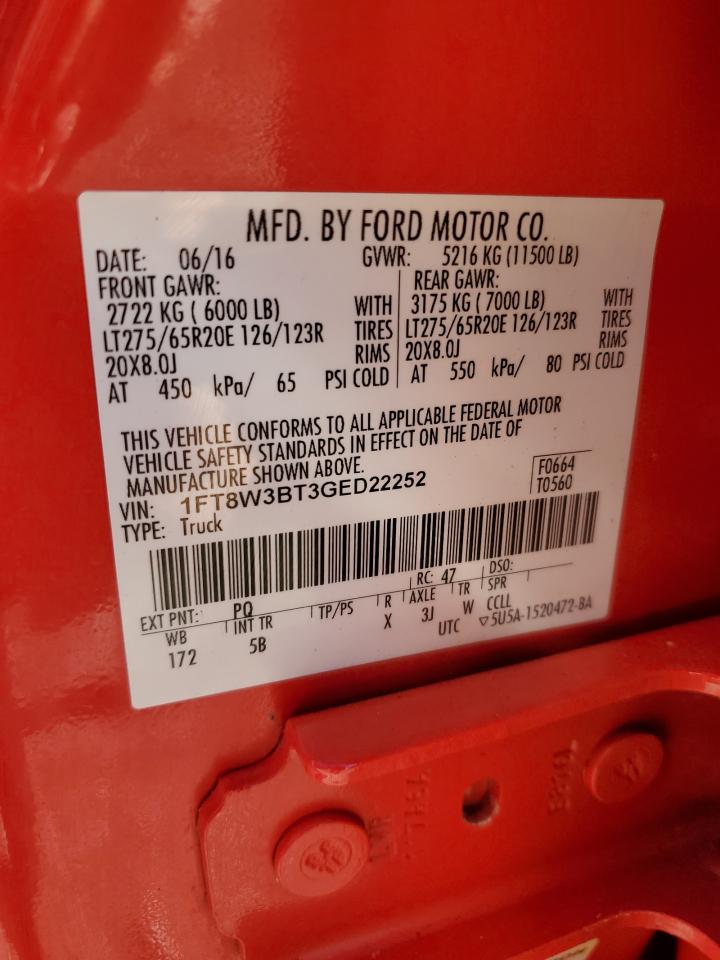 MFD. BY FORD MOTOR CO.
DATE: 06/16 GVWR: 5216 KG (11500 LB)
FRONT GAWR: REAR GAWR:
2722 KG ( 6000 LB) WITH 3175 KG ( 7000 LB) WITH
LT275/65R20E 126/123R TIRES LT275/65R20E 126/123R TIRES
20X8.0J RIMS 20X8.0J RIMS
AT 450 kPa/ 65 PSI COLD AT 550 kPa/ 80 PSI COLD
THIS VEHICLE CONFORMS TO ALL APPLICABLE FEDERAL MOTOR
VEHICLE SAFETY STANDARDS IN EFFECT ON THE DATE OF
MANUFACTURE SHOWN ABOVE.
VIN: 1FT8W3BT3GED22252 F0664
TYPE: Truck T0560
EXT PNT: PQ RC: 47 DSO:
WB INT TR TP/PS R AXLE TR SPR
172 5B X 3J W CCLL
UTC ▽5U5A-1520472-BA